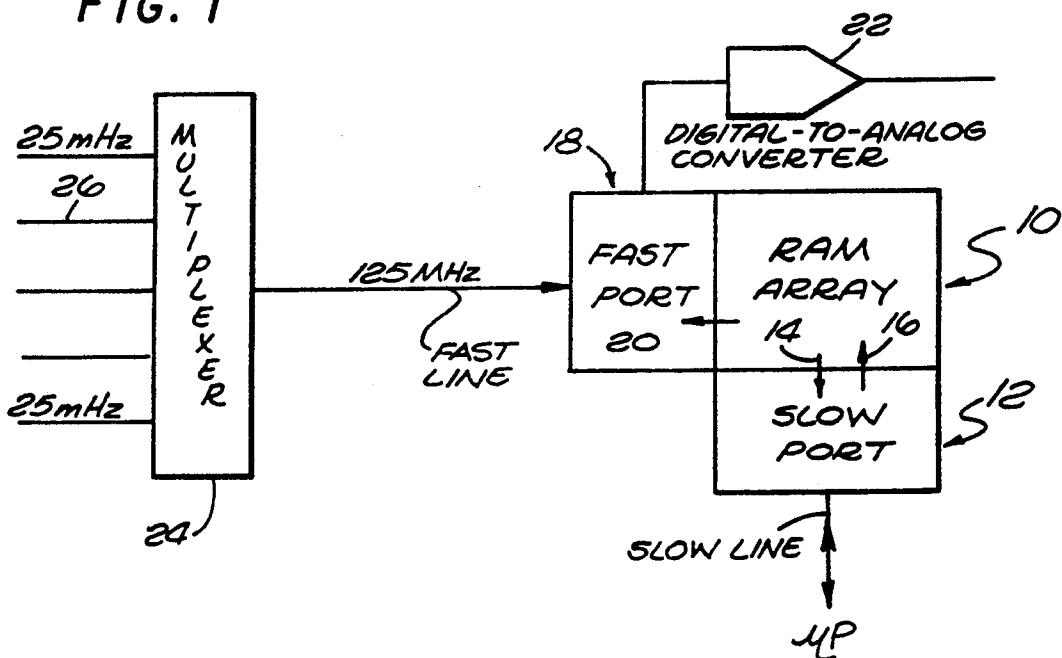 FIG. 1
22
25mHz
MULTIPLEXER
18
DIGITAL-TO-ANALOG
CONVERTER
26
10
FAST
PORT
20
RAM
ARRAY
125MHz
14
16
FAST
LINE
25mHz
SLOW
PORT
12
24
SLOW LINE
μP